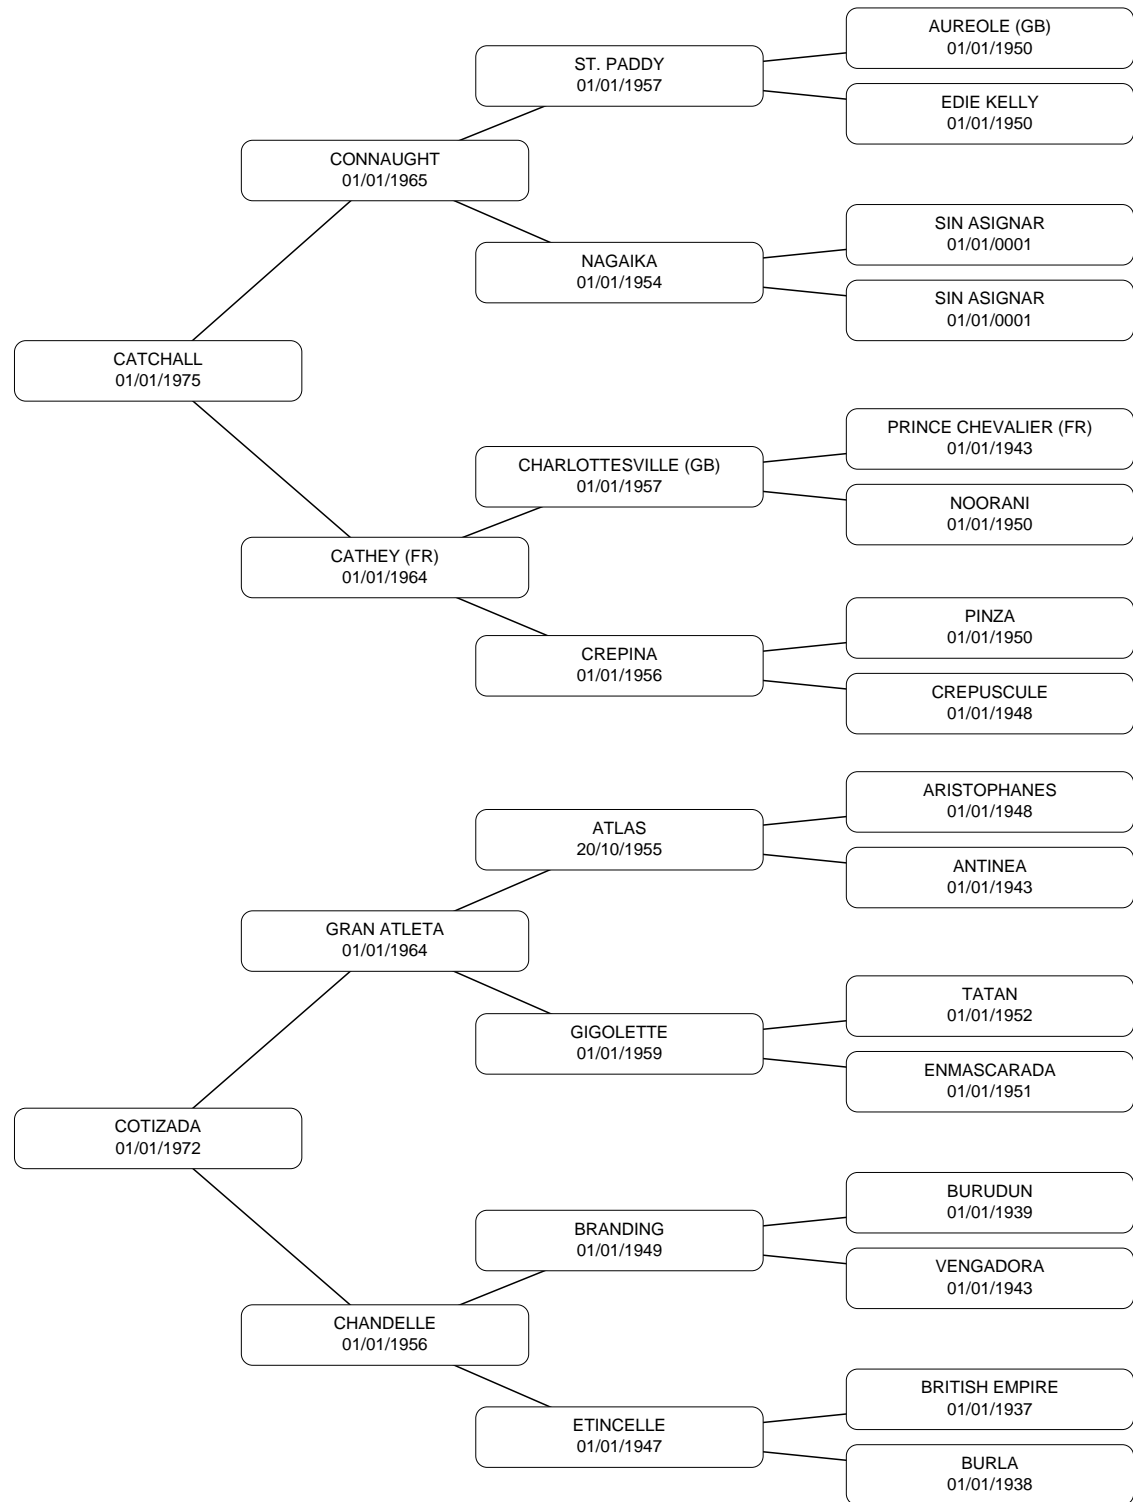 AUREOLE (GB)
01/01/1950
ST. PADDY
01/01/1957
EDIE KELLY
01/01/1950
CONNAUGHT
01/01/1965
SIN ASIGNAR
01/01/0001
NAGAIKA
01/01/1954
SIN ASIGNAR
01/01/0001
CATCHALL
01/01/1975
PRINCE CHEVALIER (FR)
01/01/1943
CHARLOTTESVILLE (GB)
01/01/1957
NOORANI
01/01/1950
CATHEY (FR)
01/01/1964
PINZA
01/01/1950
CREPINA
01/01/1956
CREPUSCULE
01/01/1948
ARISTOPHANES
01/01/1948
ATLAS
20/10/1955
ANTINEA
01/01/1943
GRAN ATLETA
01/01/1964
TATAN
01/01/1952
GIGOLETTE
01/01/1959
ENMASCARADA
01/01/1951
COTIZADA
01/01/1972
BURUDUN
01/01/1939
BRANDING
01/01/1949
VENGADORA
01/01/1943
CHANDELLE
01/01/1956
BRITISH EMPIRE
01/01/1937
ETINCELLE
01/01/1947
BURLA
01/01/1938